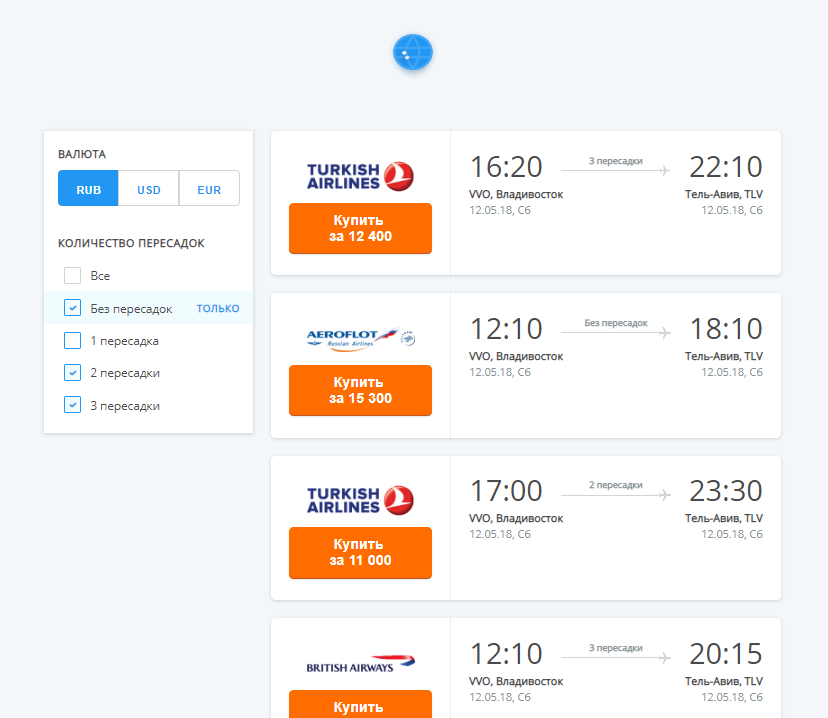 ВАЛЮТА
RUB USD EUR
КОЛИЧЕСТВО ПЕРЕСАДОК
Все
Без пересадок ТОЛЬКО
1 пересадка
2 пересадки
3 пересадки
TURKISH
AIRLINES
Купить
за 12 400
16:20 3 пересадки 22:10
VVO, Владивосток Тель-Авив, TLV
12.05.18, Сб 12.05.18, Сб
AEROFLOT
Russian Airlines
Купить
за 15 300
12:10 Без пересадок 18:10
VVO, Владивосток Тель-Авив, TLV
12.05.18, Сб 12.05.18, Сб
TURKISH
AIRLINES
Купить
за 11 000
17:00 2 пересадки 23:30
VVO, Владивосток Тель-Авив, TLV
12.05.18, Сб 12.05.18, Сб
BRITISH AIRWAYS
Купить
12:10 3 пересадки 20:15
VVO, Владивосток Тель-Авив, TLV
12.05.18, Сб 12.05.18, Сб